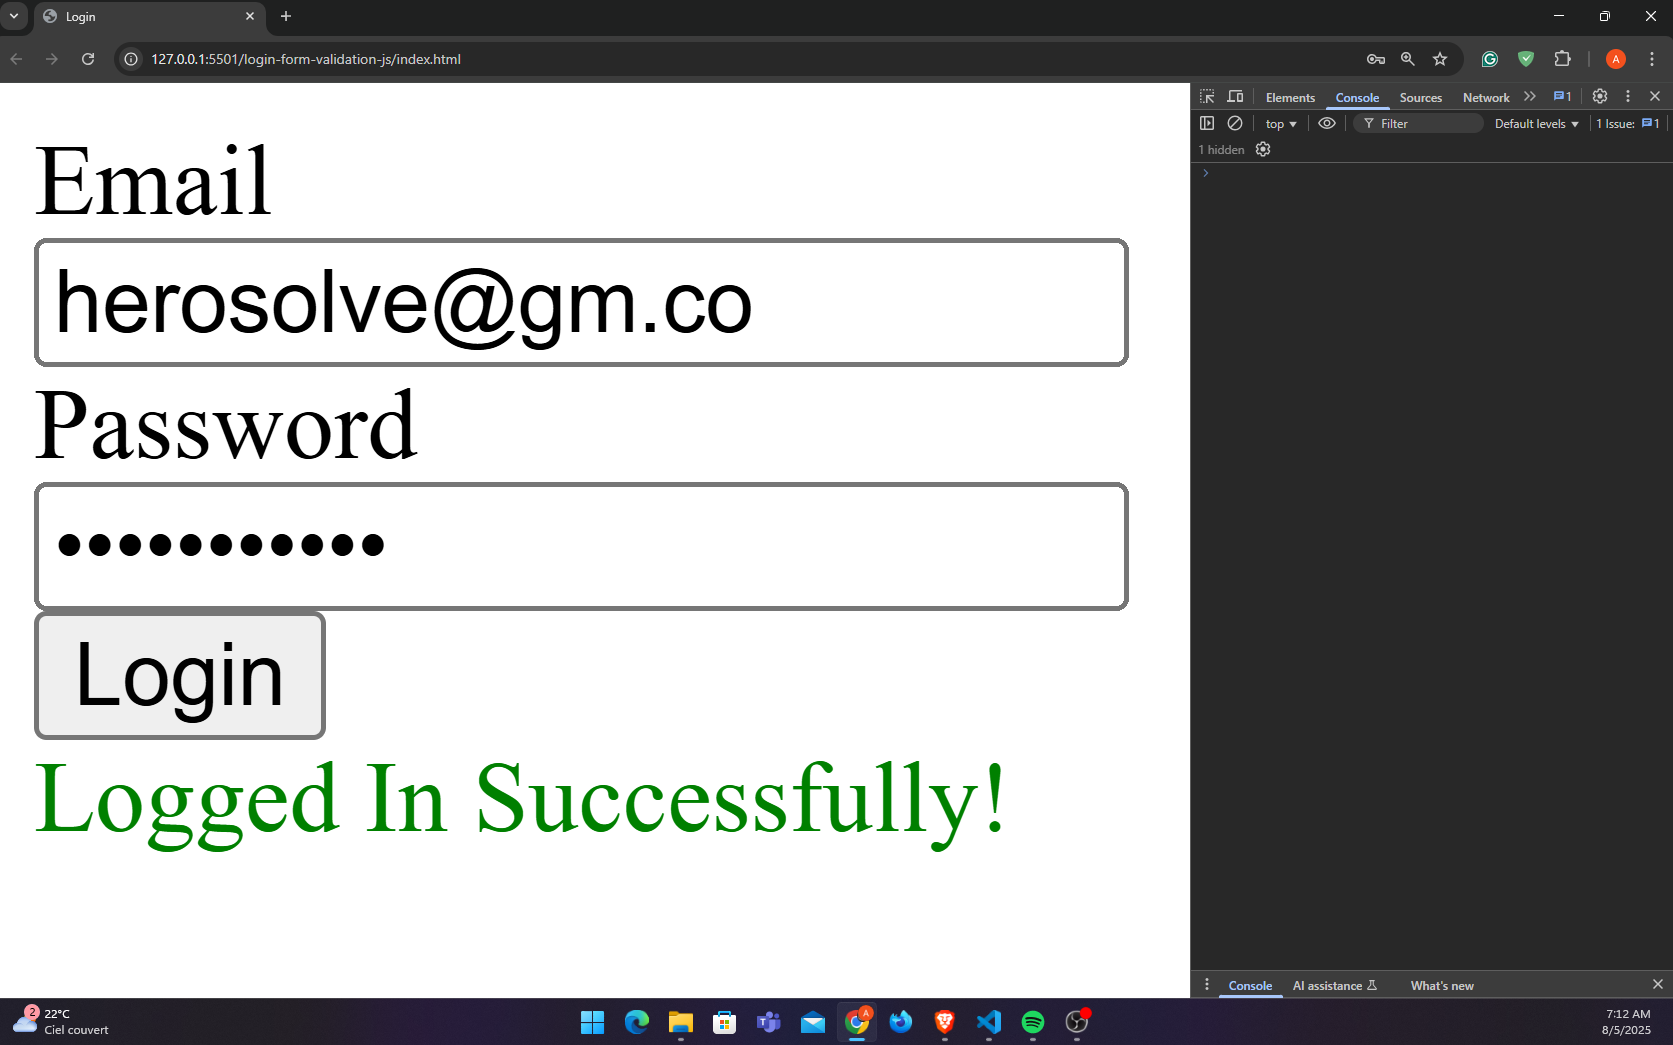 Login
127.0.0.1:5501/login-form-validation-js/index.html
A
Elements Console Sources Network 1
top Filter Default levels 1 Issue: 1
1 hidden
Email
herosolve@gm.co
Password
Login
Logged In Successfully!
Console AI assistance What's new
2
22°C
Ciel couvert
A
7:12 AM
8/5/2025